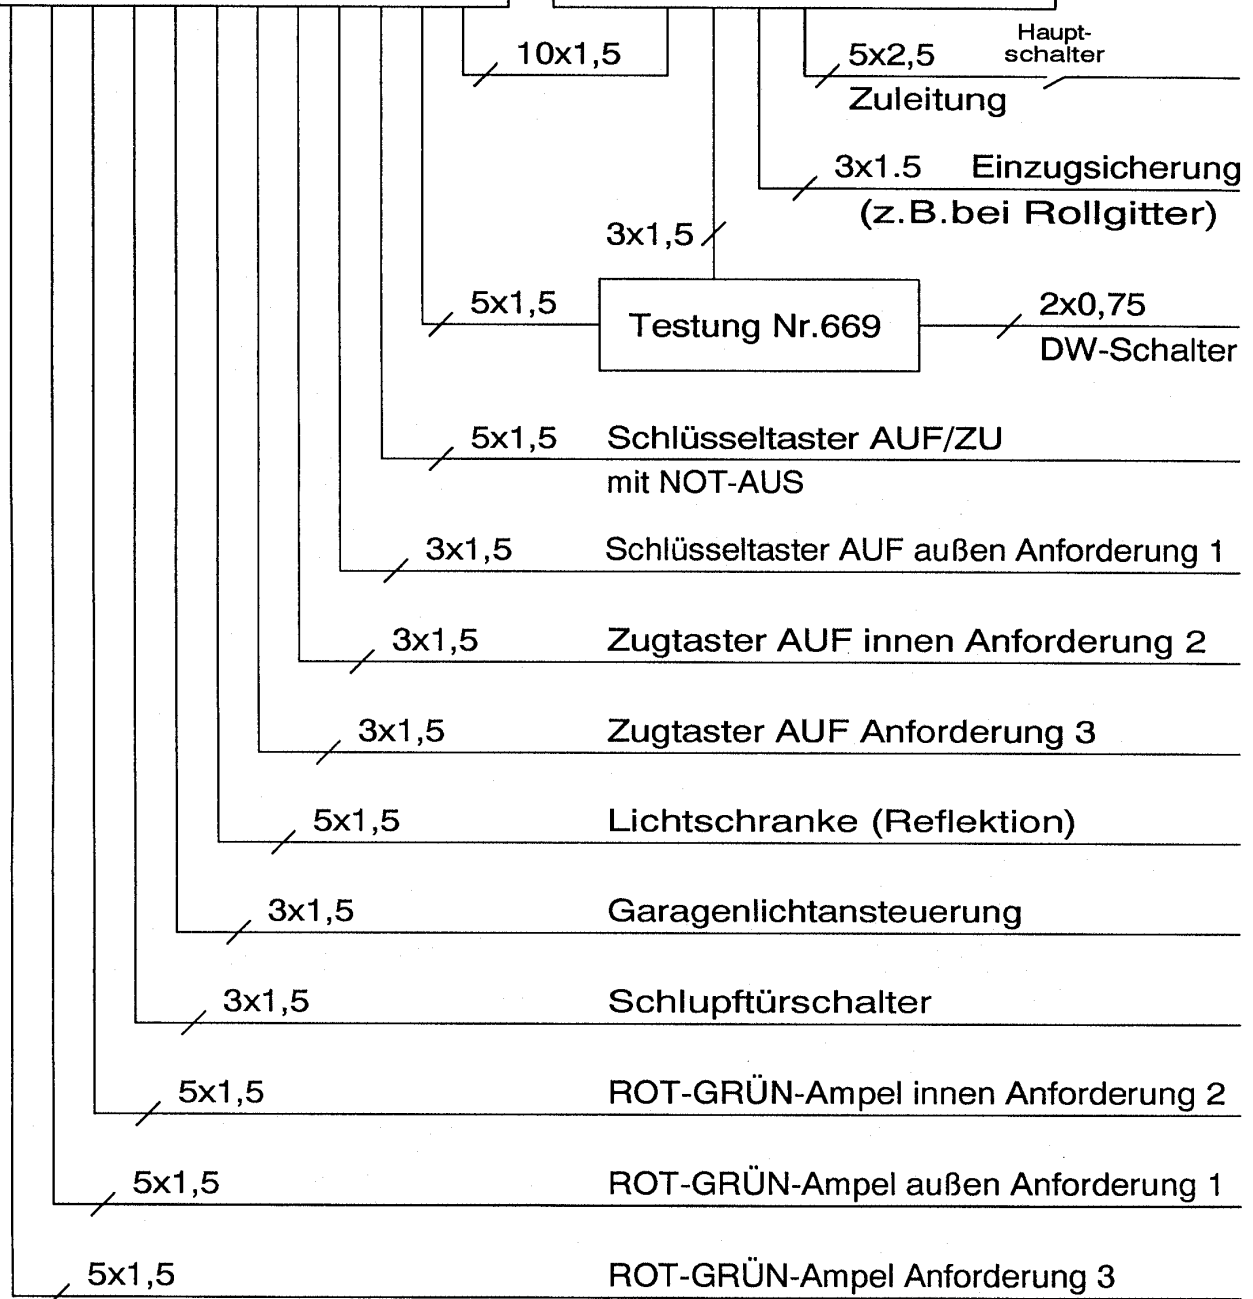 10x1,5
5x2,5
Haupt-
schalter
Zuleitung
3x1.5 Einzugsicherung
(z.B.bei Rollgitter)
3x1,5
5x1,5
Testung Nr.669
2x0,75
DW-Schalter
5x1,5 Schlüsseltaster AUF/ZU
mit NOT-AUS
3x1,5 Schlüsseltaster AUF außen Anforderung 1
3x1,5 Zugtaster AUF innen Anforderung 2
3x1,5 Zugtaster AUF Anforderung 3
5x1,5 Lichtschranke (Reflektion)
3x1,5 Garagenlichtansteuerung
3x1,5 Schlupftürschalter
5x1,5 ROT-GRÜN-Ampel innen Anforderung 2
5x1,5 ROT-GRÜN-Ampel außen Anforderung 1
5x1,5 ROT-GRÜN-Ampel Anforderung 3